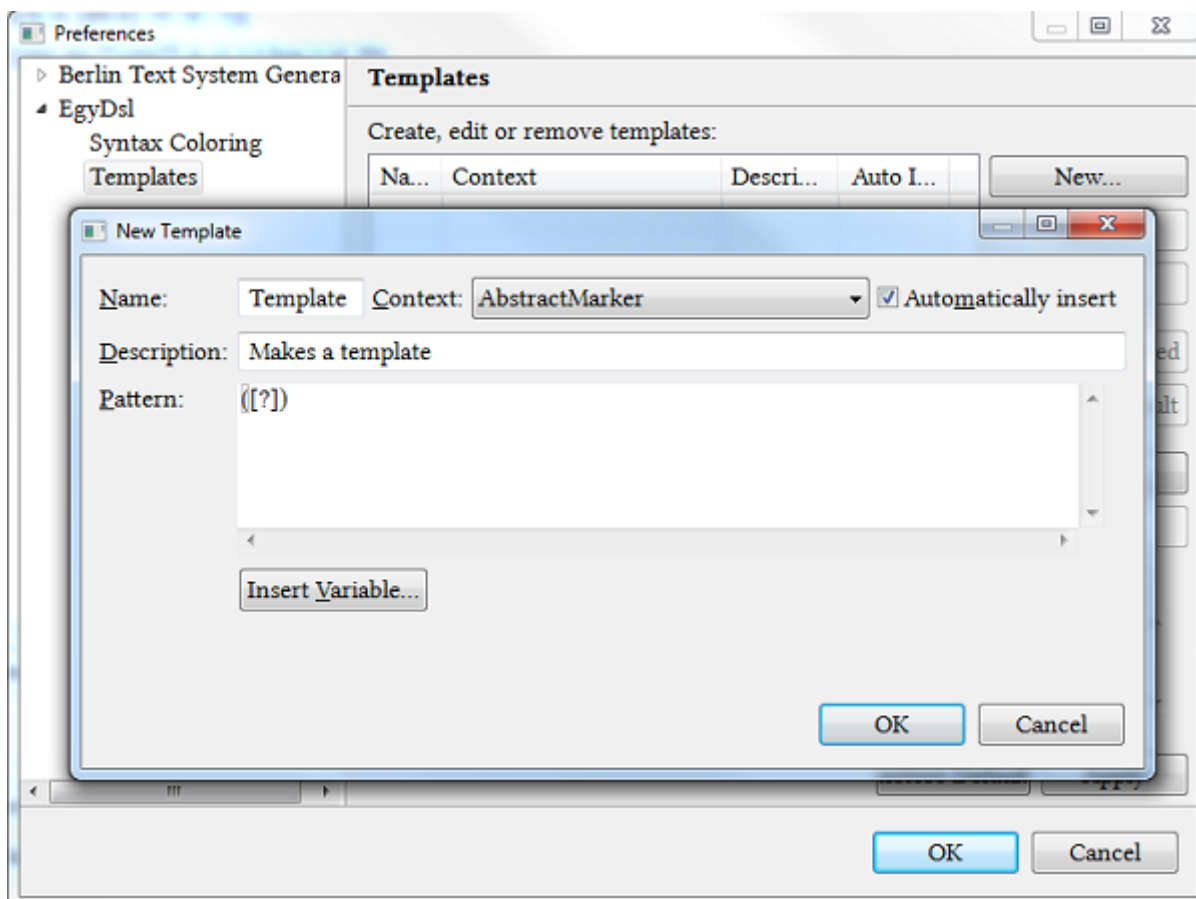 Preferences
Berlin Text System Genera
EgyDsl
Syntax Coloring
Templates
Templates
Create, edit or remove templates:
Na... Context Descri... Auto I...
New...
New Template
Name: Template Context: AbstractMarker Automatically insert
Description: Makes a template
Pattern: ([?])
Insert Variable...
OK Cancel
OK Cancel